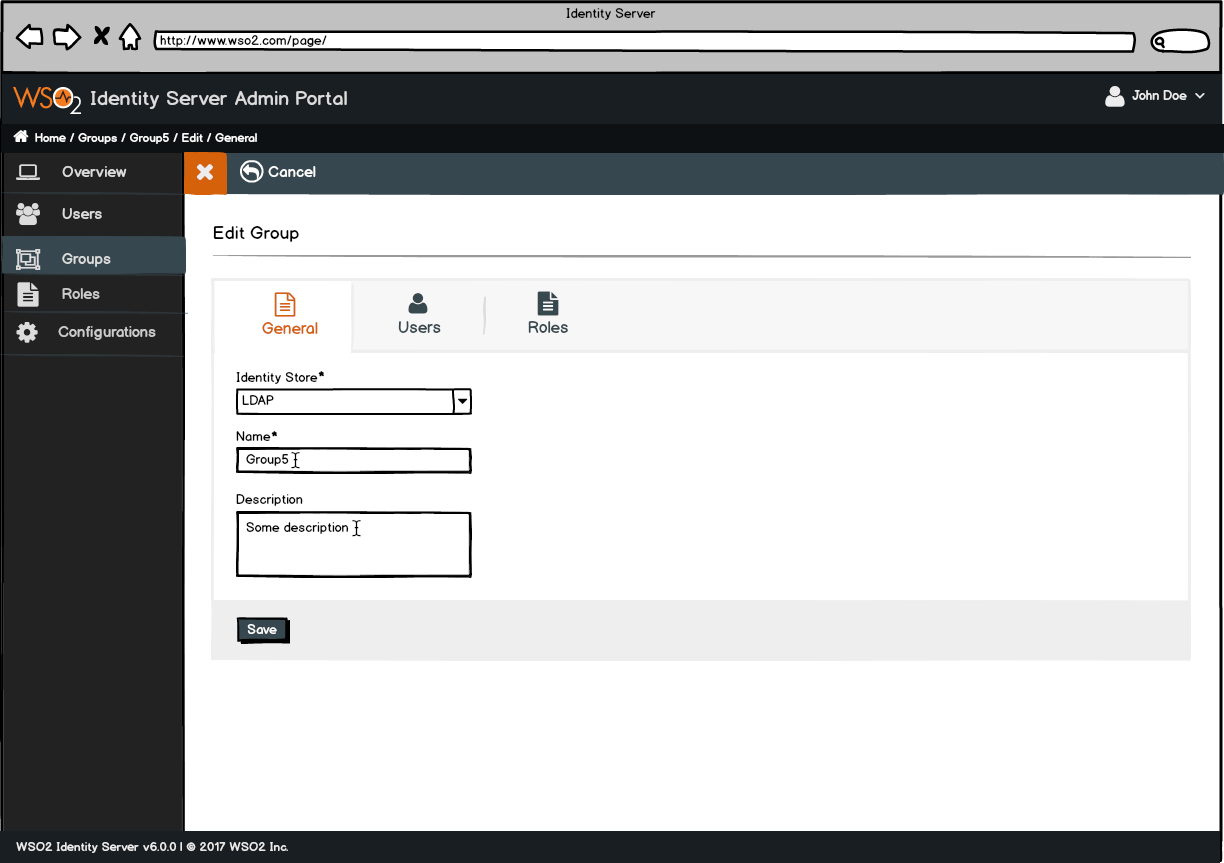 Identity Server
http://www.wso2.com/page/
WSO2 Identity Server Admin Portal
John Doe
Home / Groups / Group5 / Edit / General
Overview
Cancel
Users
Groups
Roles
Configurations
Edit Group
General
Users
Roles
Identity Store*
LDAP
Name*
Group5
Description
Some description
Save
WSO2 Identity Server v6.0.0 | © 2017 WSO2 Inc.